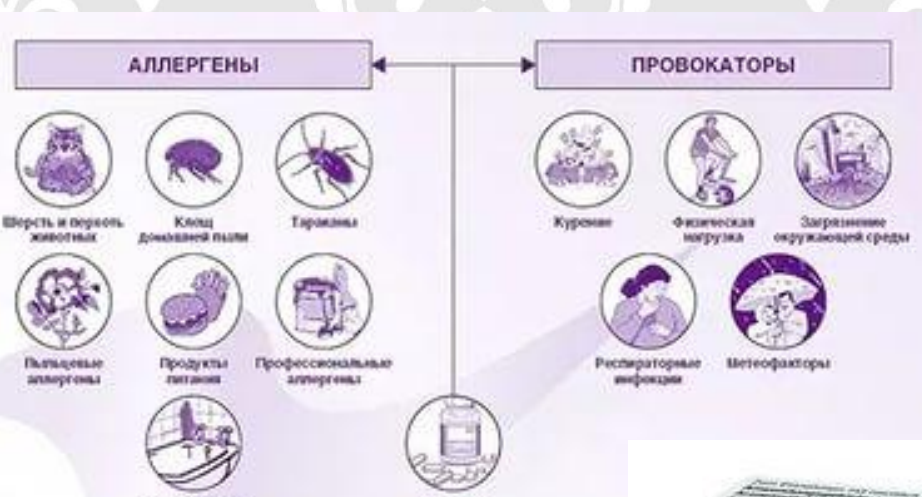 АЛЛЕРГЕНЫ
ПРОВОКАТОРЫ
Шерсть и перхоть
животных
Клещ
домашней пыли
Тараканы
Курение
Физическая
нагрузка
Загрязнение
окружающей среды
Пыльцевые
аллергены
Продукты
питания
Профессиональные
аллергены
Респираторные
инфекции
Метеофакторы